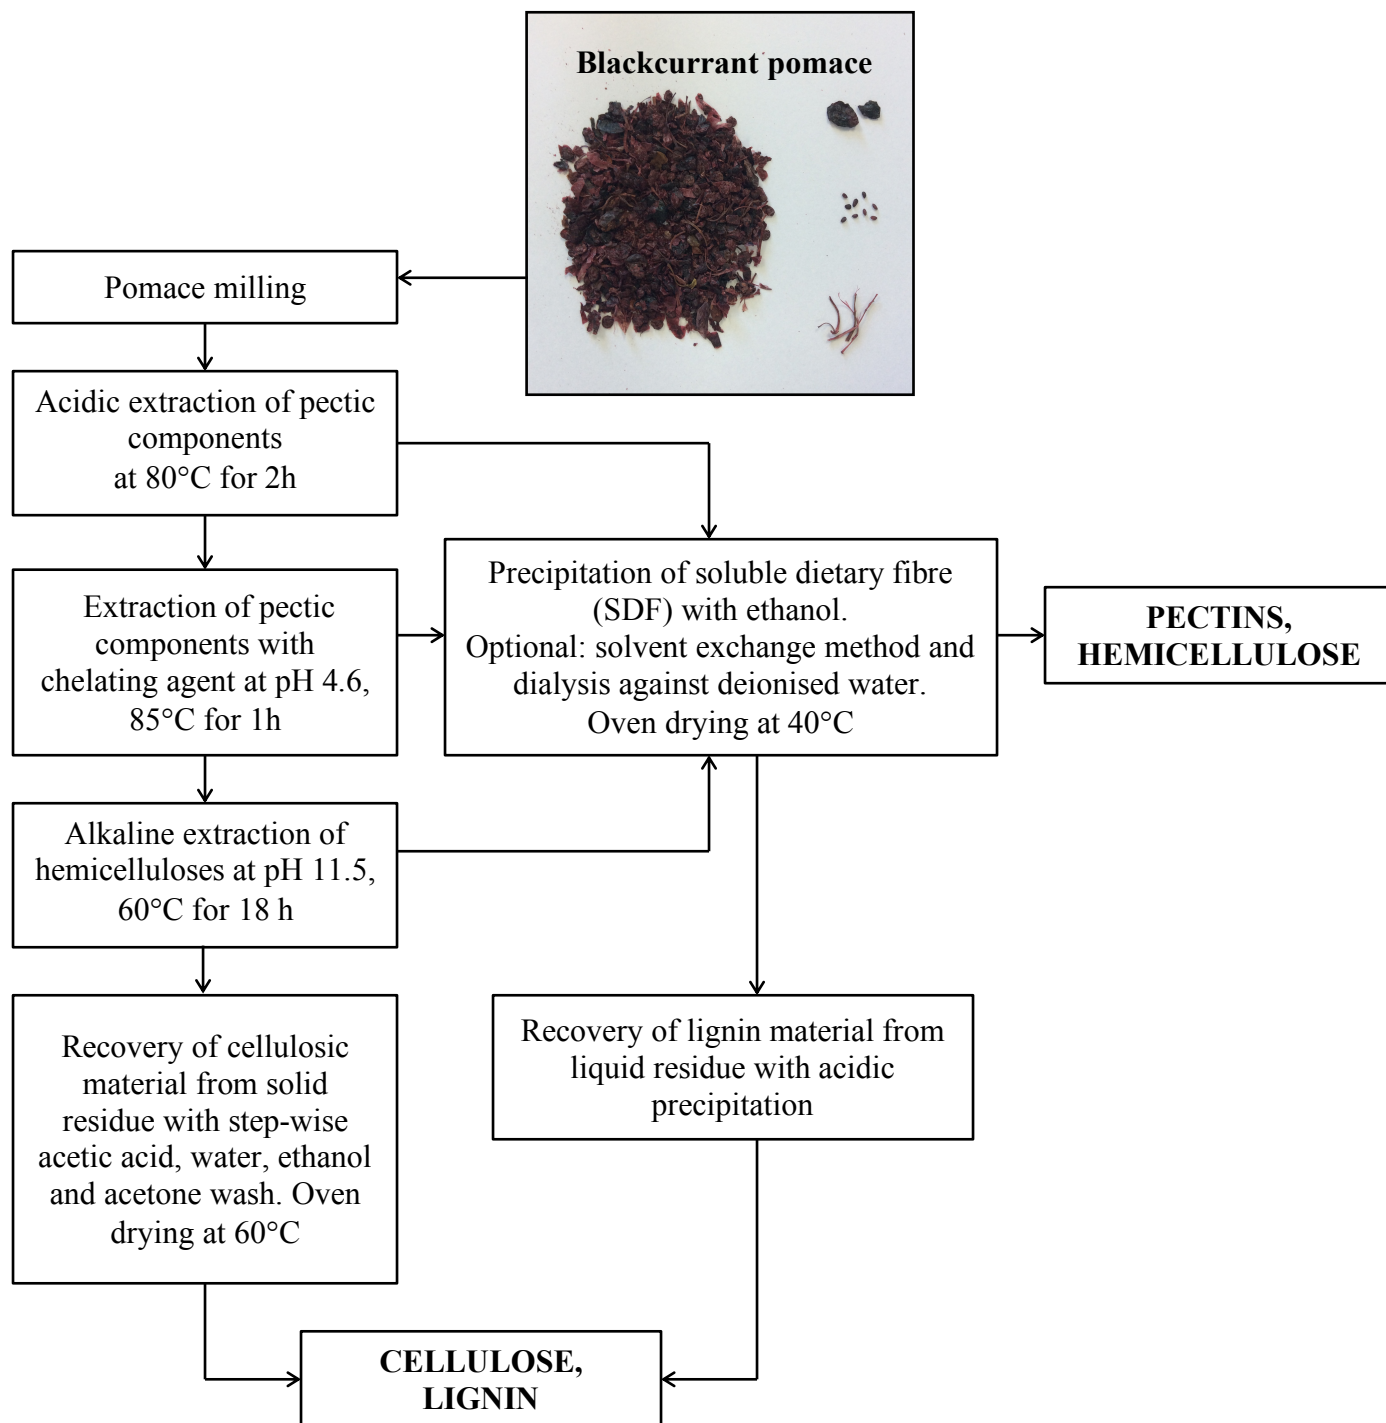 Blackcurrant pomace
Pomace milling
Acidic extraction of pectic
components
at 80°C for 2h
Extraction of pectic
components with
chelating agent at pH 4.6,
85°C for 1h
Precipitation of soluble dietary fibre
(SDF) with ethanol.
Optional: solvent exchange method and
dialysis against deionised water.
Oven drying at 40°C
PECTINS,
HEMICELLULOSE
Alkaline extraction of
hemicelluloses at pH 11.5,
60°C for 18 h
Recovery of cellulosic
material from solid
residue with step-wise
acetic acid, water, ethanol
and acetone wash. Oven
drying at 60°C
Recovery of lignin material from
liquid residue with acidic
precipitation
CELLULOSE,
LIGNIN